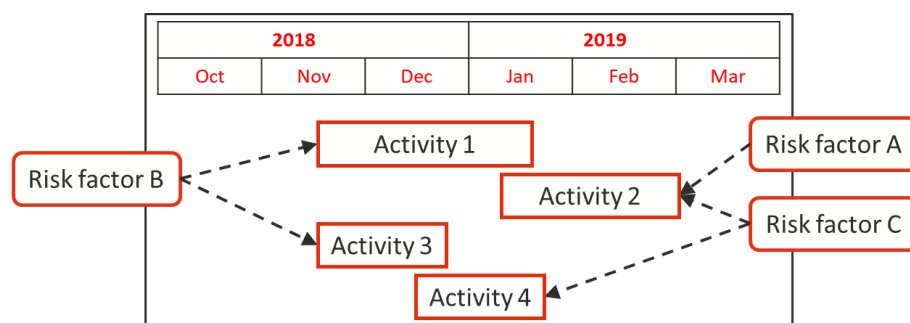 2018 2019
Oct Nov Dec Jan Feb Mar
Activity 1
Risk factor A
Risk factor B
Activity 2
Risk factor C
Activity 3
Activity 4